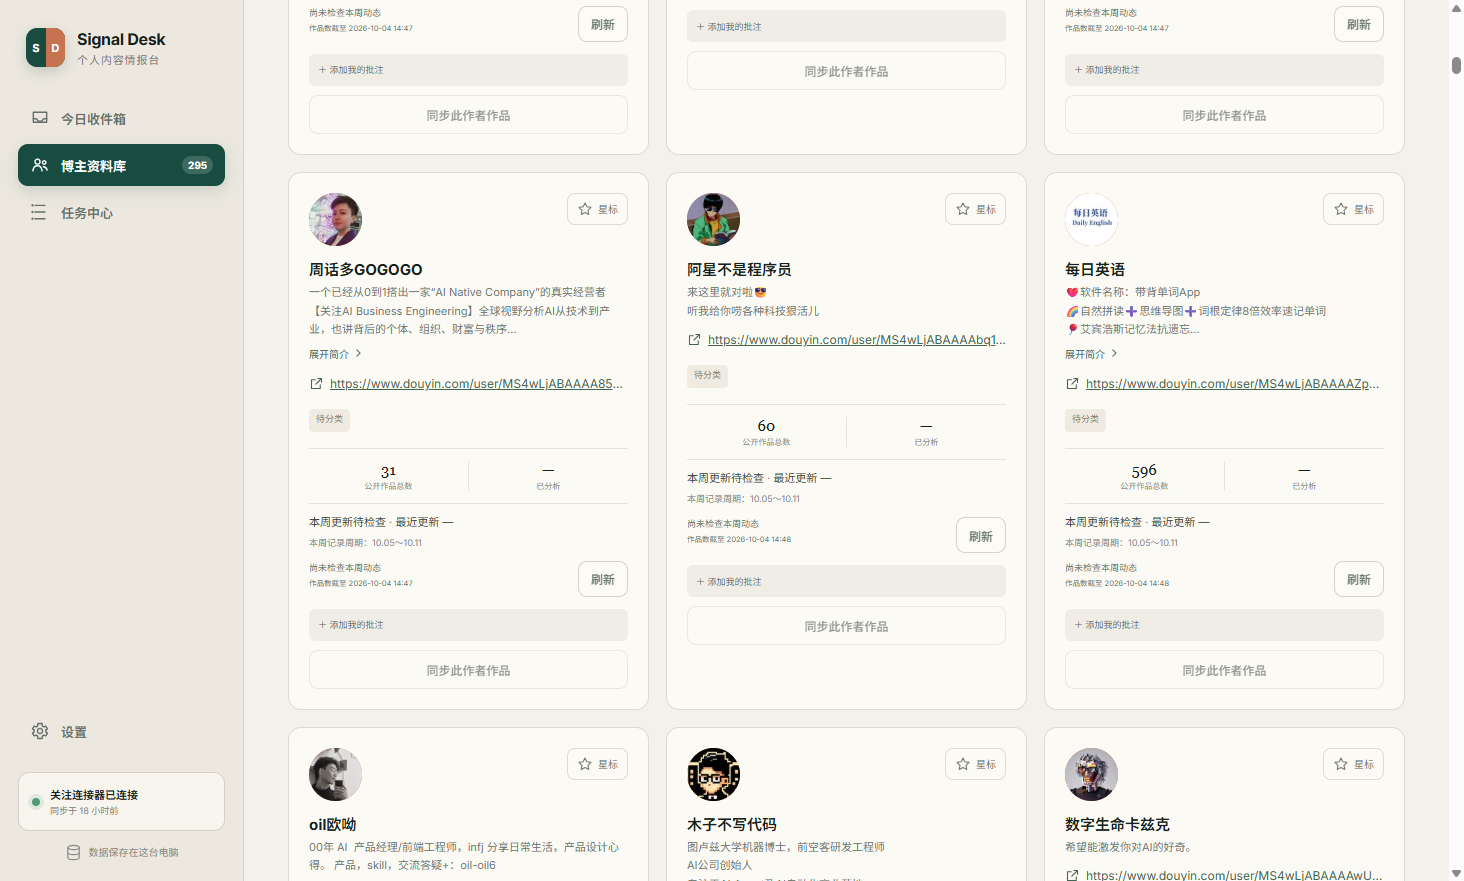 S D
Signal Desk
个人内容情报台
今日收件箱
博主资料库 295
任务中心
设置
关注连接器已连接
同步于 18 小时前
数据保存在这台电脑
尚未检查本周动态
作品数截至 2026-10-04 14:47
刷新
+ 添加我的批注
同步此作者作品
+ 添加我的批注
同步此作者作品
尚未检查本周动态
作品数截至 2026-10-04 14:47
刷新
+ 添加我的批注
同步此作者作品
星标
周话多GOGOGO
一个已经从0到1搭出一家“AI Native Company”的真实经营者
【关注AI Business Engineering】全球视野分析AI从技术到产
业，也讲背后的个体、组织、财富与秩序...
展开简介
https://www.douyin.com/user/MS4wLjABAAAA85...
待分类
31
公开作品总数
—
已分析
本周更新待检查 · 最近更新 —
本周记录周期：10.05～10.11
尚未检查本周动态
作品数截至 2026-10-04 14:47
刷新
+ 添加我的批注
同步此作者作品
星标
阿星不是程序员
来这里就对啦😎
听我给你唠各种科技狠活儿
https://www.douyin.com/user/MS4wLjABAAAAbq1...
待分类
60
公开作品总数
—
已分析
本周更新待检查 · 最近更新 —
本周记录周期：10.05～10.11
尚未检查本周动态
作品数截至 2026-10-04 14:48
刷新
+ 添加我的批注
同步此作者作品
每日英语
Daily English
星标
每日英语
❤️软件名称：带背单词App
🌈自然拼读➕思维导图➕词根定律8倍效率速记单词
🎈艾宾浩斯记忆法抗遗忘...
展开简介
https://www.douyin.com/user/MS4wLjABAAAAZp...
待分类
596
公开作品总数
—
已分析
本周更新待检查 · 最近更新 —
本周记录周期：10.05～10.11
尚未检查本周动态
作品数截至 2026-10-04 14:48
刷新
+ 添加我的批注
同步此作者作品
星标
oil欧呦
00年 AI 产品经理/前端工程师，infj 分享日常生活，产品设计心
得。 产品，skill，交流答疑+：oil-oil6
星标
木子不写代码
图卢兹大学机器博士，前空客研发工程师
AI公司创始人
星标
数字生命卡兹克
希望能激发你对AI的好奇。
https://www.douyin.com/user/MS4wLjABAAAAwU...